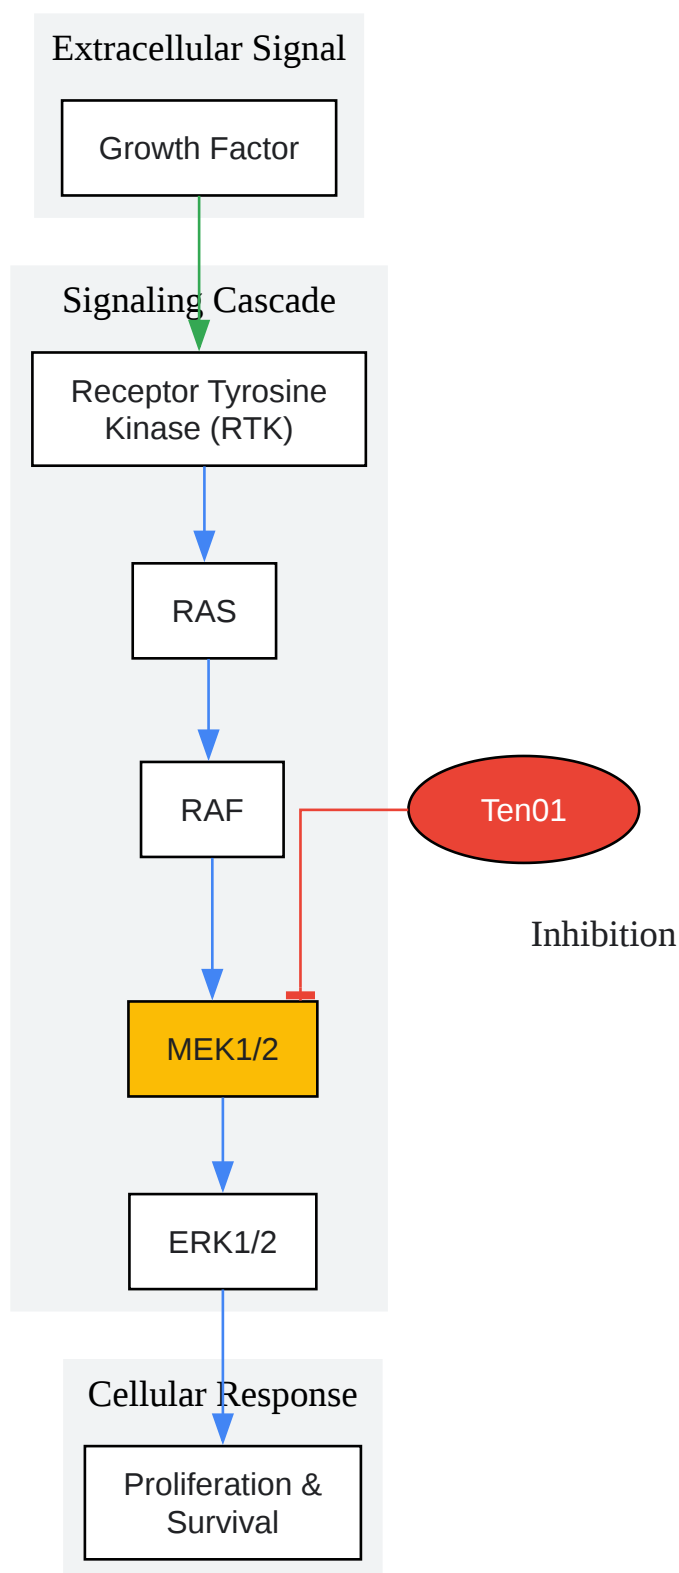 Extracellular Signal
Growth Factor
Signaling Cascade
Receptor Tyrosine
Kinase (RTK)
RAS
RAF
Ten01
Inhibition
MEK1/2
ERK1/2
Cellular Response
Proliferation &
Survival